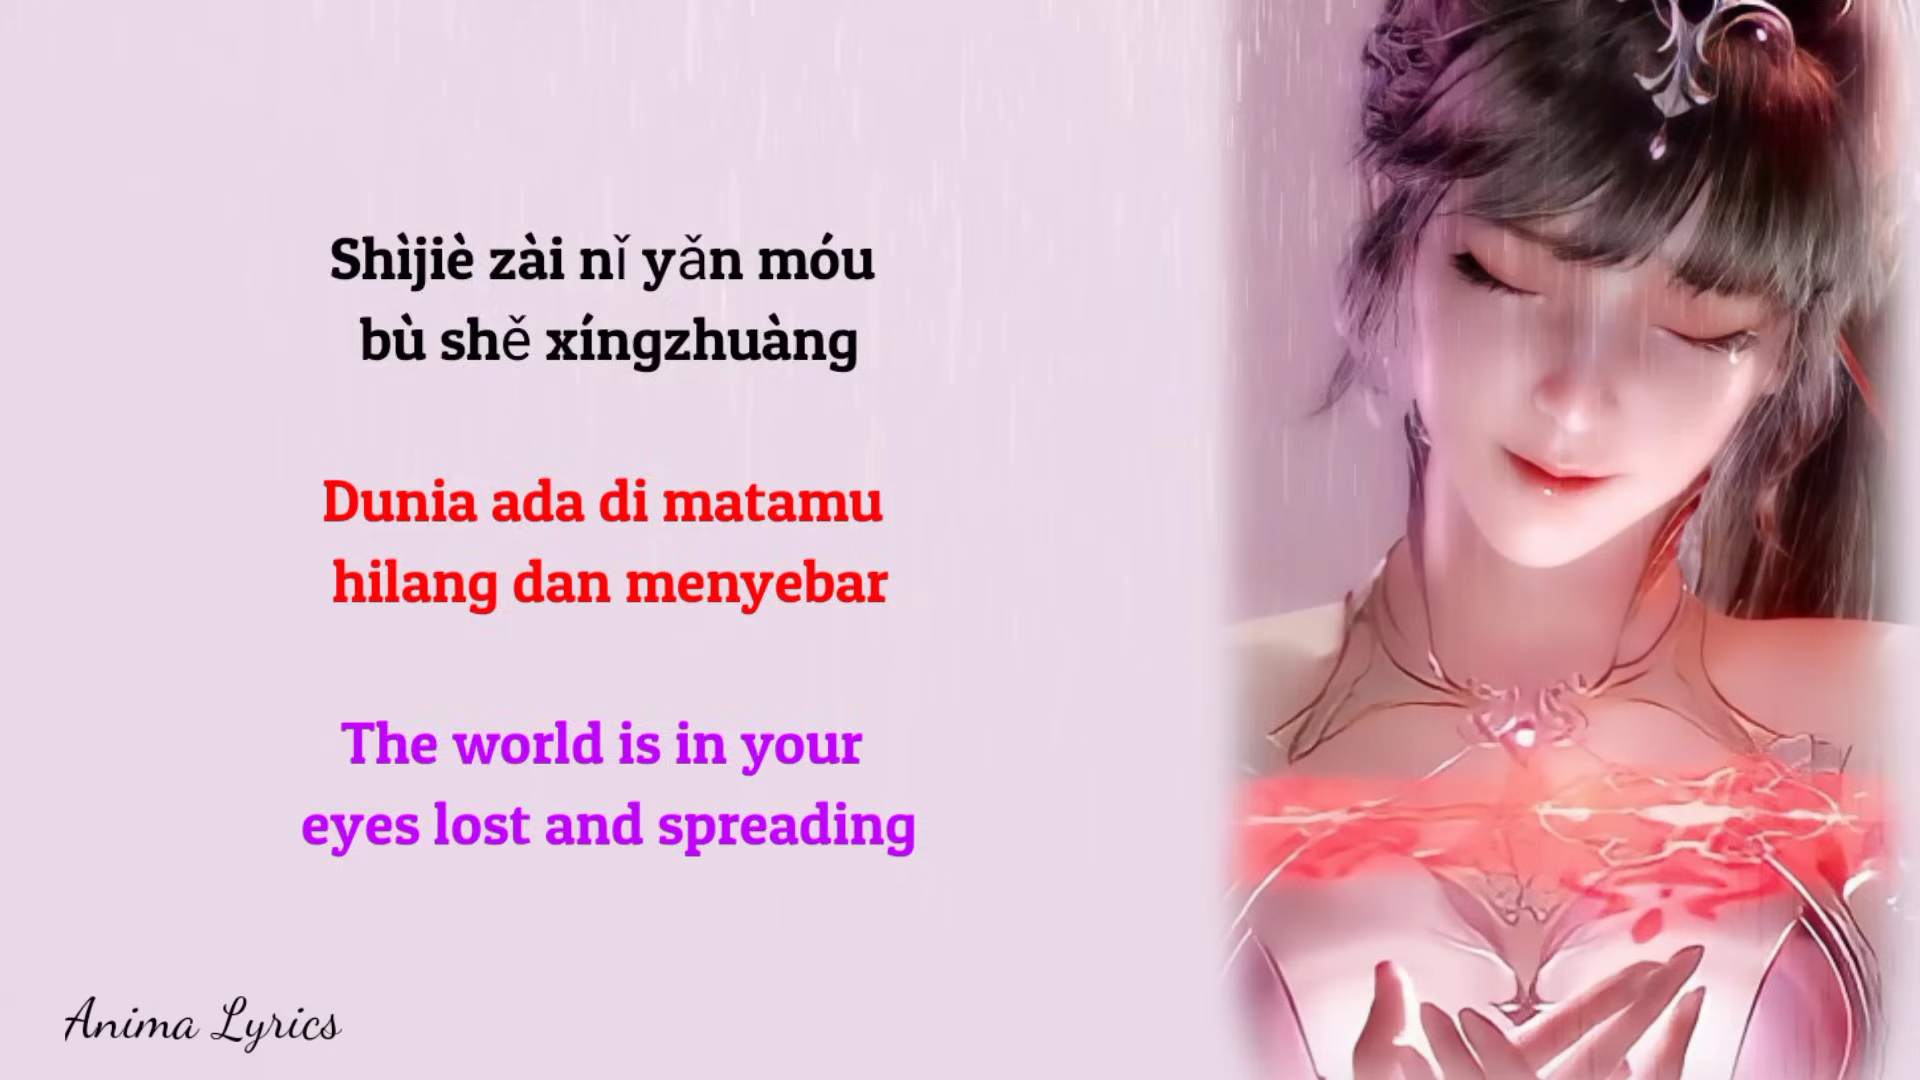 Shìjiè zài nǐ yǎn móu
bù shě xíngzhuàng
Dunia ada di matamu
hilang dan menyebar
The world is in your
eyes lost and spreading
Anima Lyrics